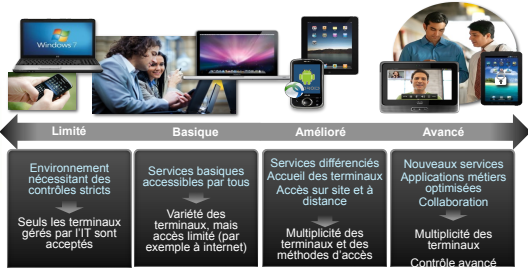 Windows 7
Limité
Basique
Amélioré
Avancé
Environnement
nécessitant des
contrôles stricts
Seuls les terminaux
gérés par l'IT sont
acceptés
Services basiques
accessibles par tous
Variété des
terminaux, mais
accès limité (par
exemple à internet)
Services différenciés
Accueil des terminaux
Accès sur site et à
distance
Multiplicité des
terminaux et des
méthodes d'accès
Nouveaux services
Applications métiers
optimisées
Collaboration
Multiplicité des
terminaux
Contrôle avancé